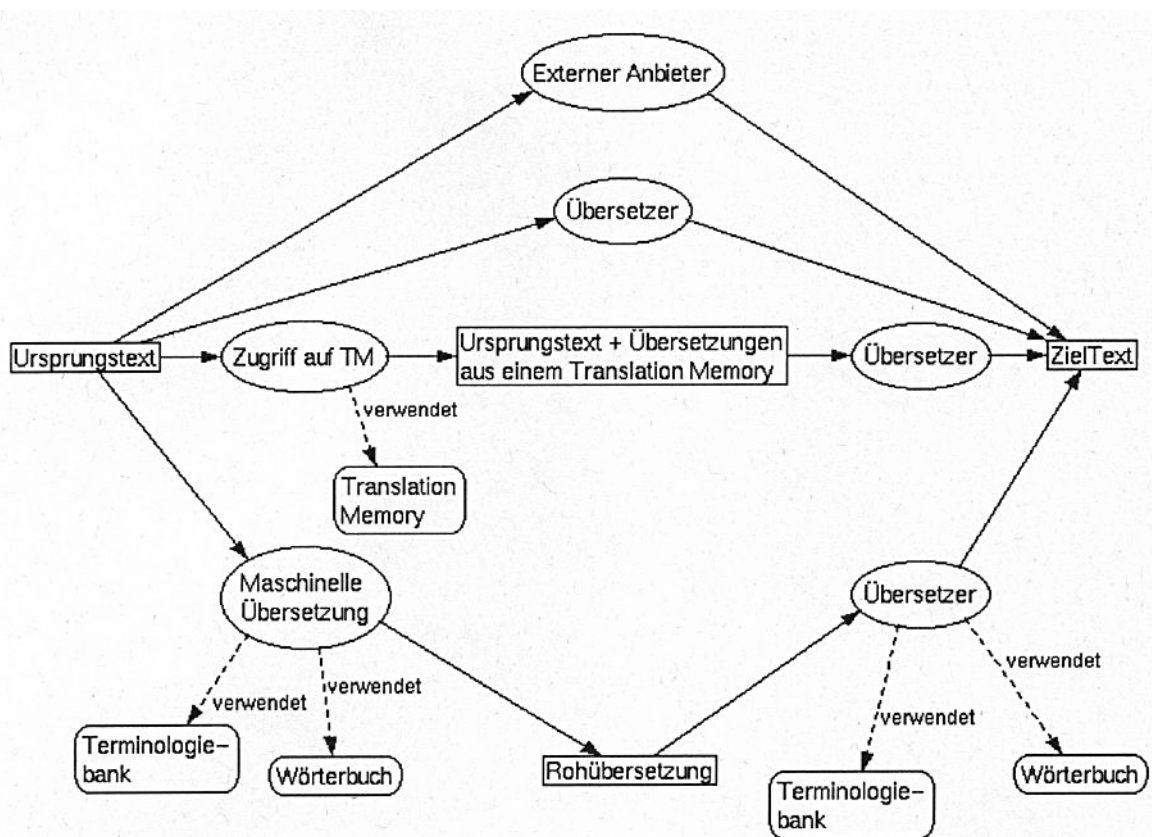 Externer Anbieter
Übersetzer
Ursprungstext
Zugriff auf TM
Ursprungstext + Übersetzungen
aus einem Translation Memory
Übersetzer
ZielText
verwendet
Translation
Memory
Maschinelle
Übersetzung
Übersetzer
verwendet
verwendet
verwendet
verwendet
Terminologie–
bank
Wörterbuch
Rohübersetzung
Terminologie–
bank
Wörterbuch